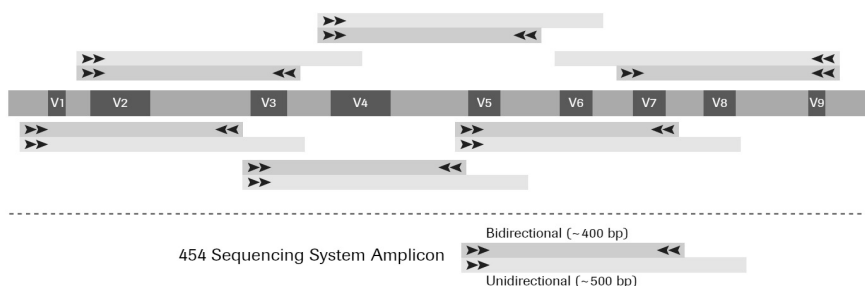 V1 V2 V3 V4 V5 V6 V7 V8 V9
Bidirectional (~400 bp)
454 Sequencing System Amplicon
Unidirectional (~500 bp)